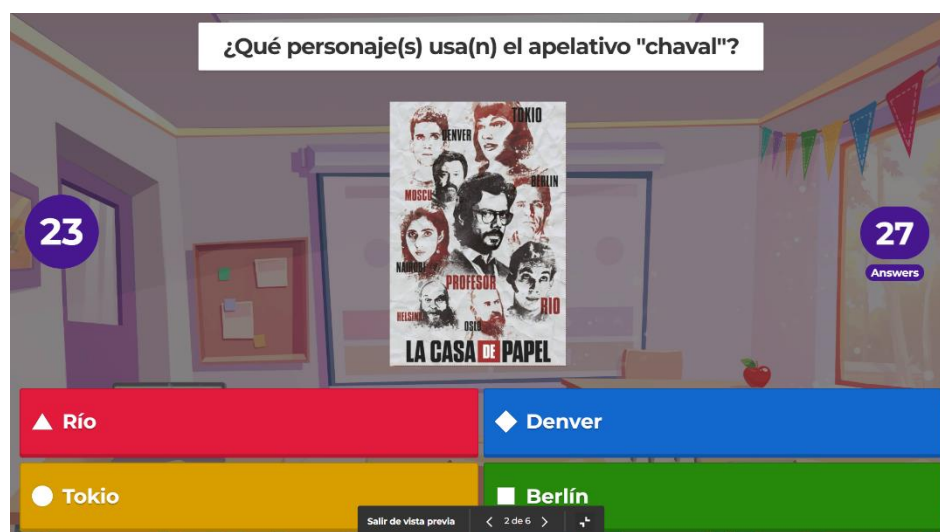 ¿Qué personaje(s) usa(n) el apelativo "chaval"?
TOKIO
DENVER
BERLIN
MOSCÚ
NAIROBI
PROFESOR
RIO
HELSINKI
OSLO
LA CASA DE PAPEL
23
27
Answers
Río
Denver
Tokio
Berlín
Salir de vista previa
2 de 6